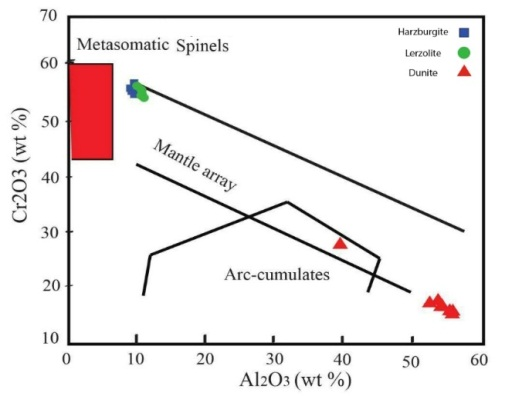 70
Metasomatic Spinels
Harzburgite
Lerzolite
Dunite
60
50
40
30
20
10
Cr2O3 (wt %)
Mantle array
Arc-cumulates
0 10 20 30 40 50 60
Al2O3 (wt %)